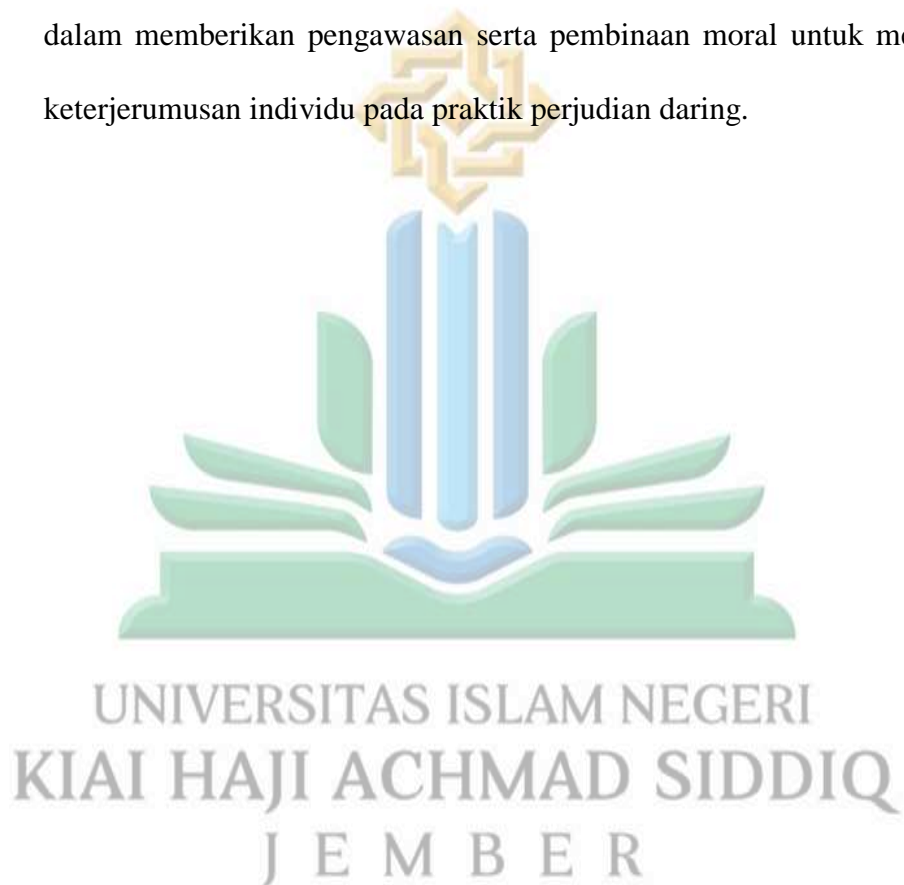 dalam memberikan pengawasan serta pembinaan moral untuk
keterjerumusan individu pada praktik perjudian daring.
UNIVERSITAS ISLAM NEGERI
KIAI HAJI ACHMAD SIDDIQ
JEMBER